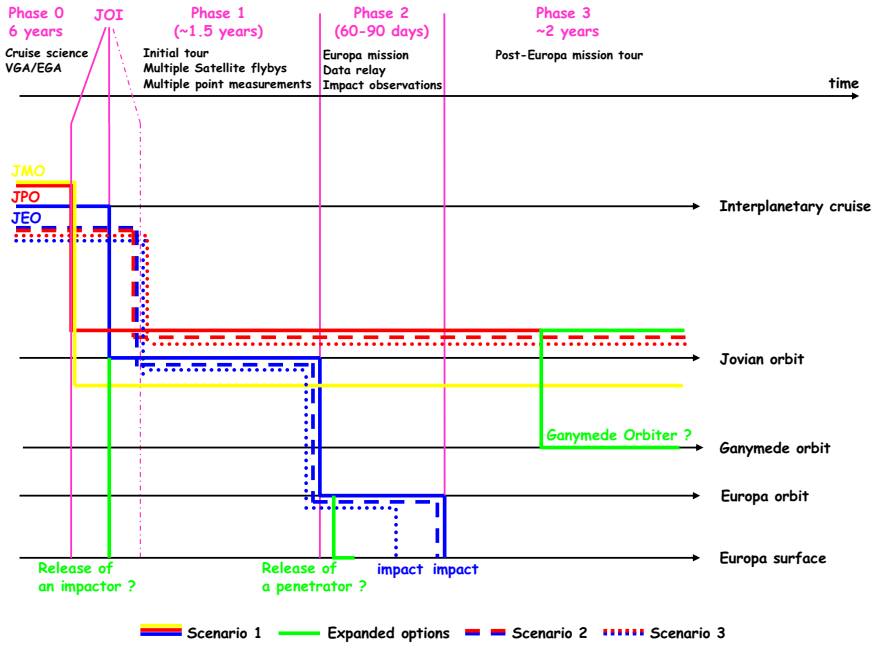 Phase 0
6 years
JOI
Phase 1
(~1.5 years)
Phase 2
(60-90 days)
Phase 3
~2 years
Cruise science
VGA/EGA
Initial tour
Multiple Satellite flybys
Multiple point measurements
Europa mission
Data relay
Impact observations
Post-Europa mission tour
time
JMO
JPO
JEO
Interplanetary cruise
Jovian orbit
Ganymede Orbiter ?
Ganymede orbit
Europa orbit
Europa surface
Release of
an impactor ?
Release of
a penetrator ?
impact impact
Scenario 1
Expanded options
Scenario 2
Scenario 3